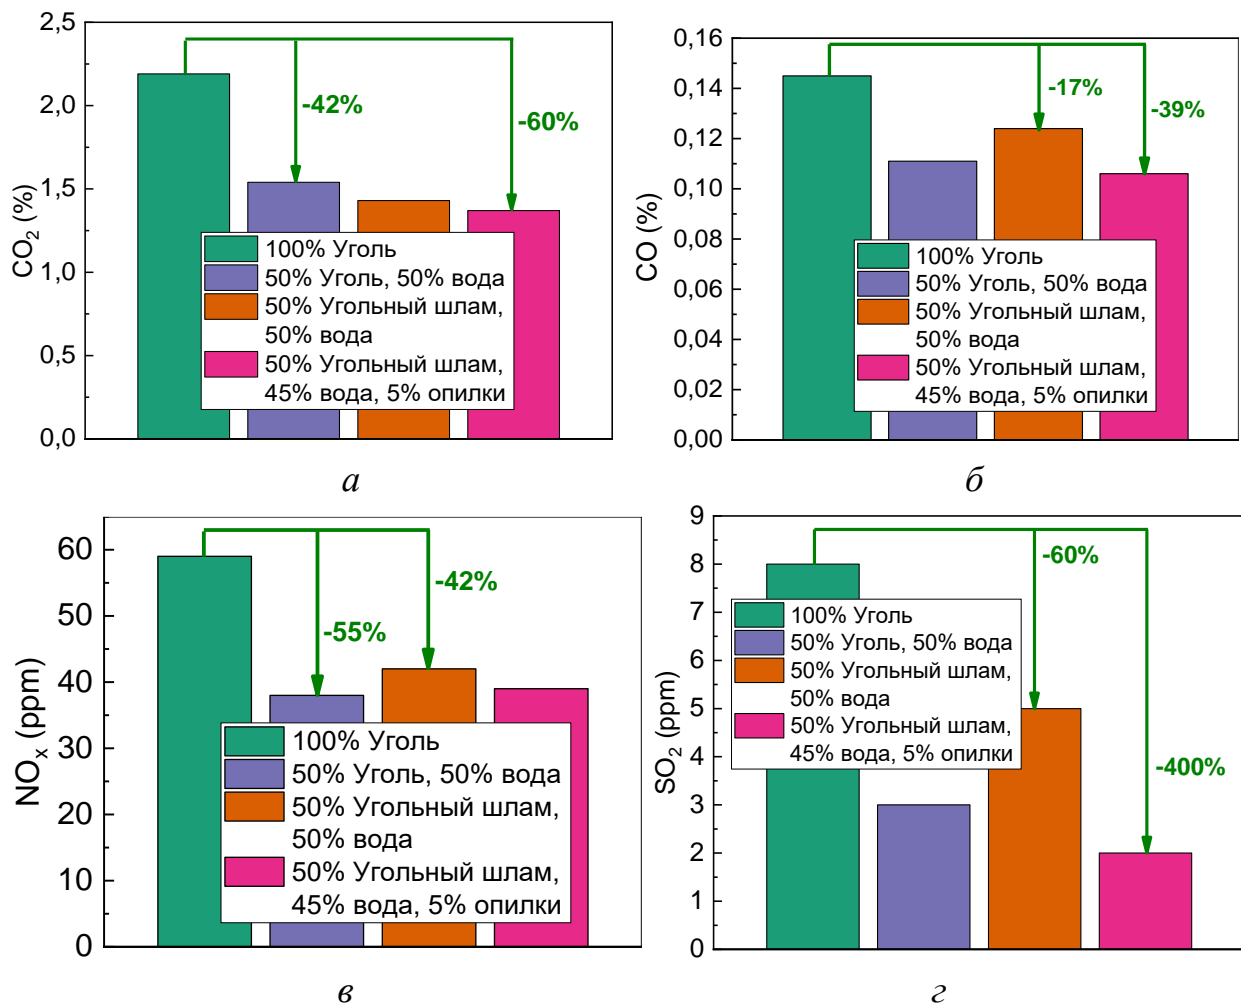 2,5
2,0
1,5
1,0
0,5
0,0
CO₂ (%)
-42%
-60%
100% Уголь
50% Уголь, 50% вода
50% Угольный шлам,
50% вода
50% Угольный шлам,
45% вода, 5% опилки
а
0,16
0,14
0,12
0,10
0,08
0,06
0,04
0,02
0,00
CO (%)
-17%
-39%
100% Уголь
50% Уголь, 50% вода
50% Угольный шлам,
50% вода
50% Угольный шлам,
45% вода, 5% опилки
б
60
50
40
30
20
10
0
NOₓ (ppm)
-55%
-42%
100% Уголь
50% Уголь, 50% вода
50% Угольный шлам,
50% вода
50% Угольный шлам,
45% вода, 5% опилки
в
9
8
7
6
5
4
3
2
1
0
SO₂ (ppm)
-60%
-400%
100% Уголь
50% Уголь, 50% вода
50% Угольный шлам,
50% вода
50% Угольный шлам,
45% вода, 5% опилки
г